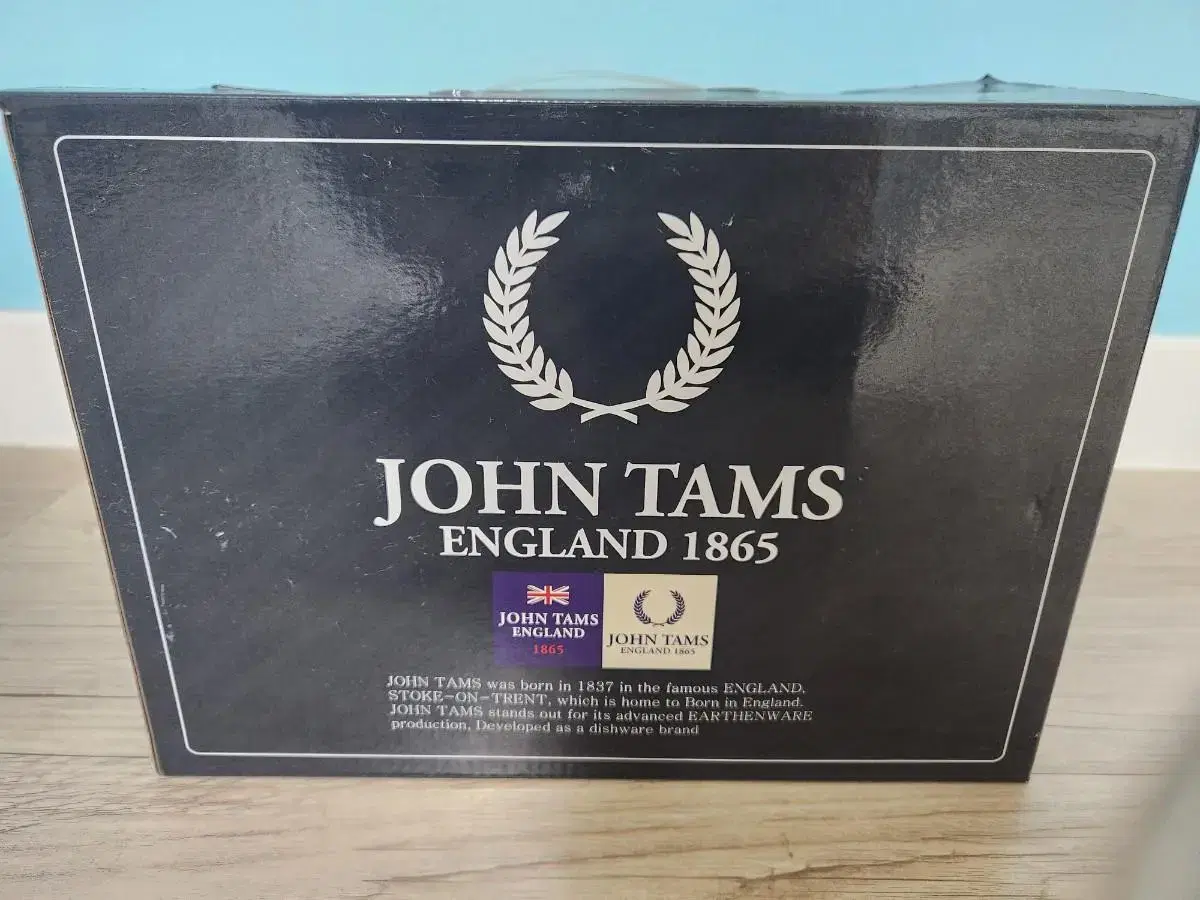 JOHN TAMS
ENGLAND 1865
JOHN TAMS
ENGLAND
1865
JOHN TAMS
ENGLAND 1865
JOHN TAMS was born in 1837 in the famous ENGLAND.
STOKE-ON-TRENT, which is home to Born in England.
JOHN TAMS stands out for its advanced EARTHENWARE
production, Developed as a dishware brand